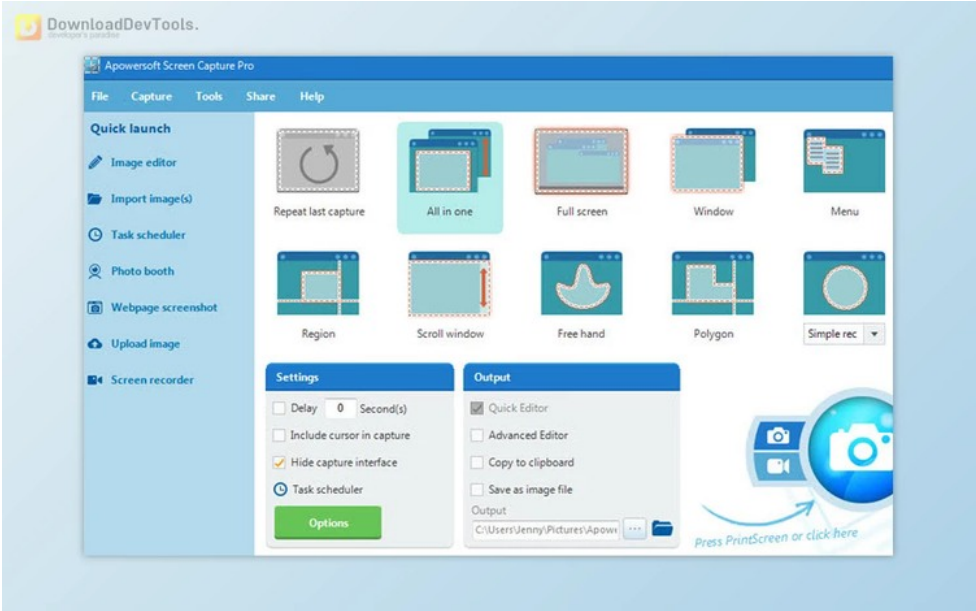 DownloadDevTools.
developer's paradise
Apowersoft Screen Capture Pro
File Capture Tools Share Help
Quick launch
Image editor
Import image(s)
Task scheduler
Photo booth
Webpage screenshot
Upload image
Screen recorder
Repeat last capture
All in one
Full screen
Window
Menu
Region
Scroll window
Free hand
Polygon
Simple rec
Settings
Delay 0 Second(s)
Include cursor in capture
Hide capture interface
Task scheduler
Options
Output
Quick Editor
Advanced Editor
Copy to clipboard
Save as image file
Output
C:\Users\Jenny\Pictures\Apowe
...
Press PrintScreen or click here